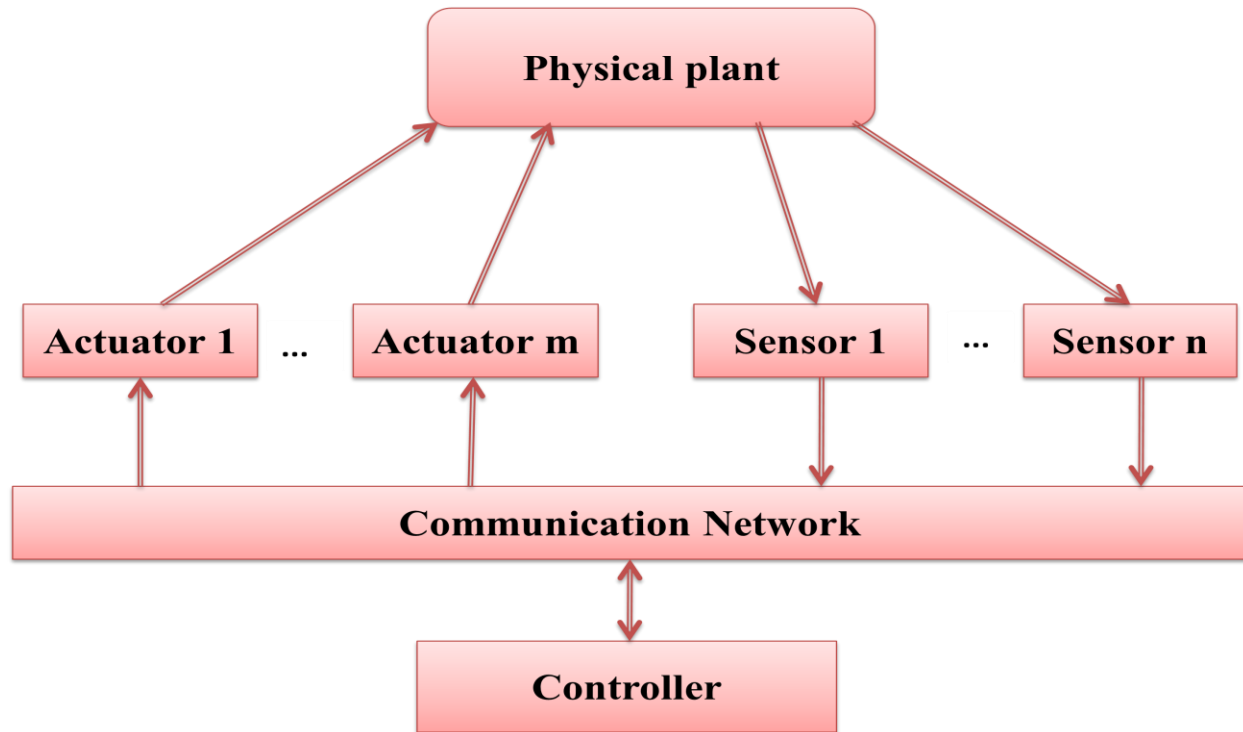 Physical plant
Actuator 1 ... Actuator m Sensor 1 ... Sensor n
Communication Network
Controller